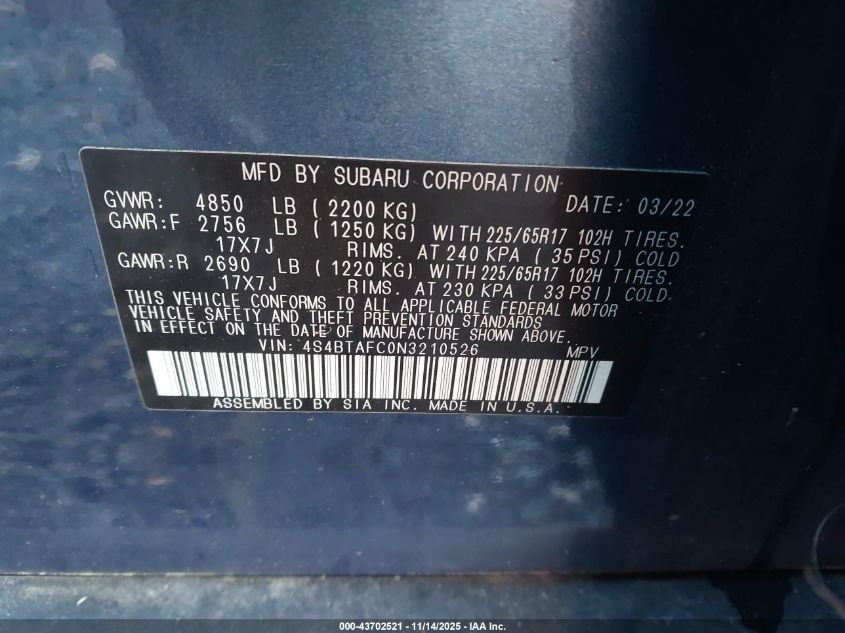 MFD BY SUBARU CORPORATION
GVWR: 4850 LB ( 2200 KG) DATE: 03/22
GAWR:F 2756 LB ( 1250 KG) WITH 225/65R17 102H TIRES.
17X7J RIMS. AT 240 KPA ( 35 PSI) COLD
GAWR:R 2690 LB ( 1220 KG) WITH 225/65R17 102H TIRES.
17X7J RIMS. AT 230 KPA ( 33 PSI) COLD.
THIS VEHICLE CONFORMS TO ALL APPLICABLE FEDERAL MOTOR
VEHICLE SAFETY AND THEFT PREVENTION STANDARDS
IN EFFECT ON THE DATE OF MANUFACTURE SHOWN ABOVE.
VIN: 4S4BTAFC0N3210526 MPV
ASSEMBLED BY SIA INC. MADE IN U.S.A.
000-43702521 - 11/14/2025 - IAA Inc.